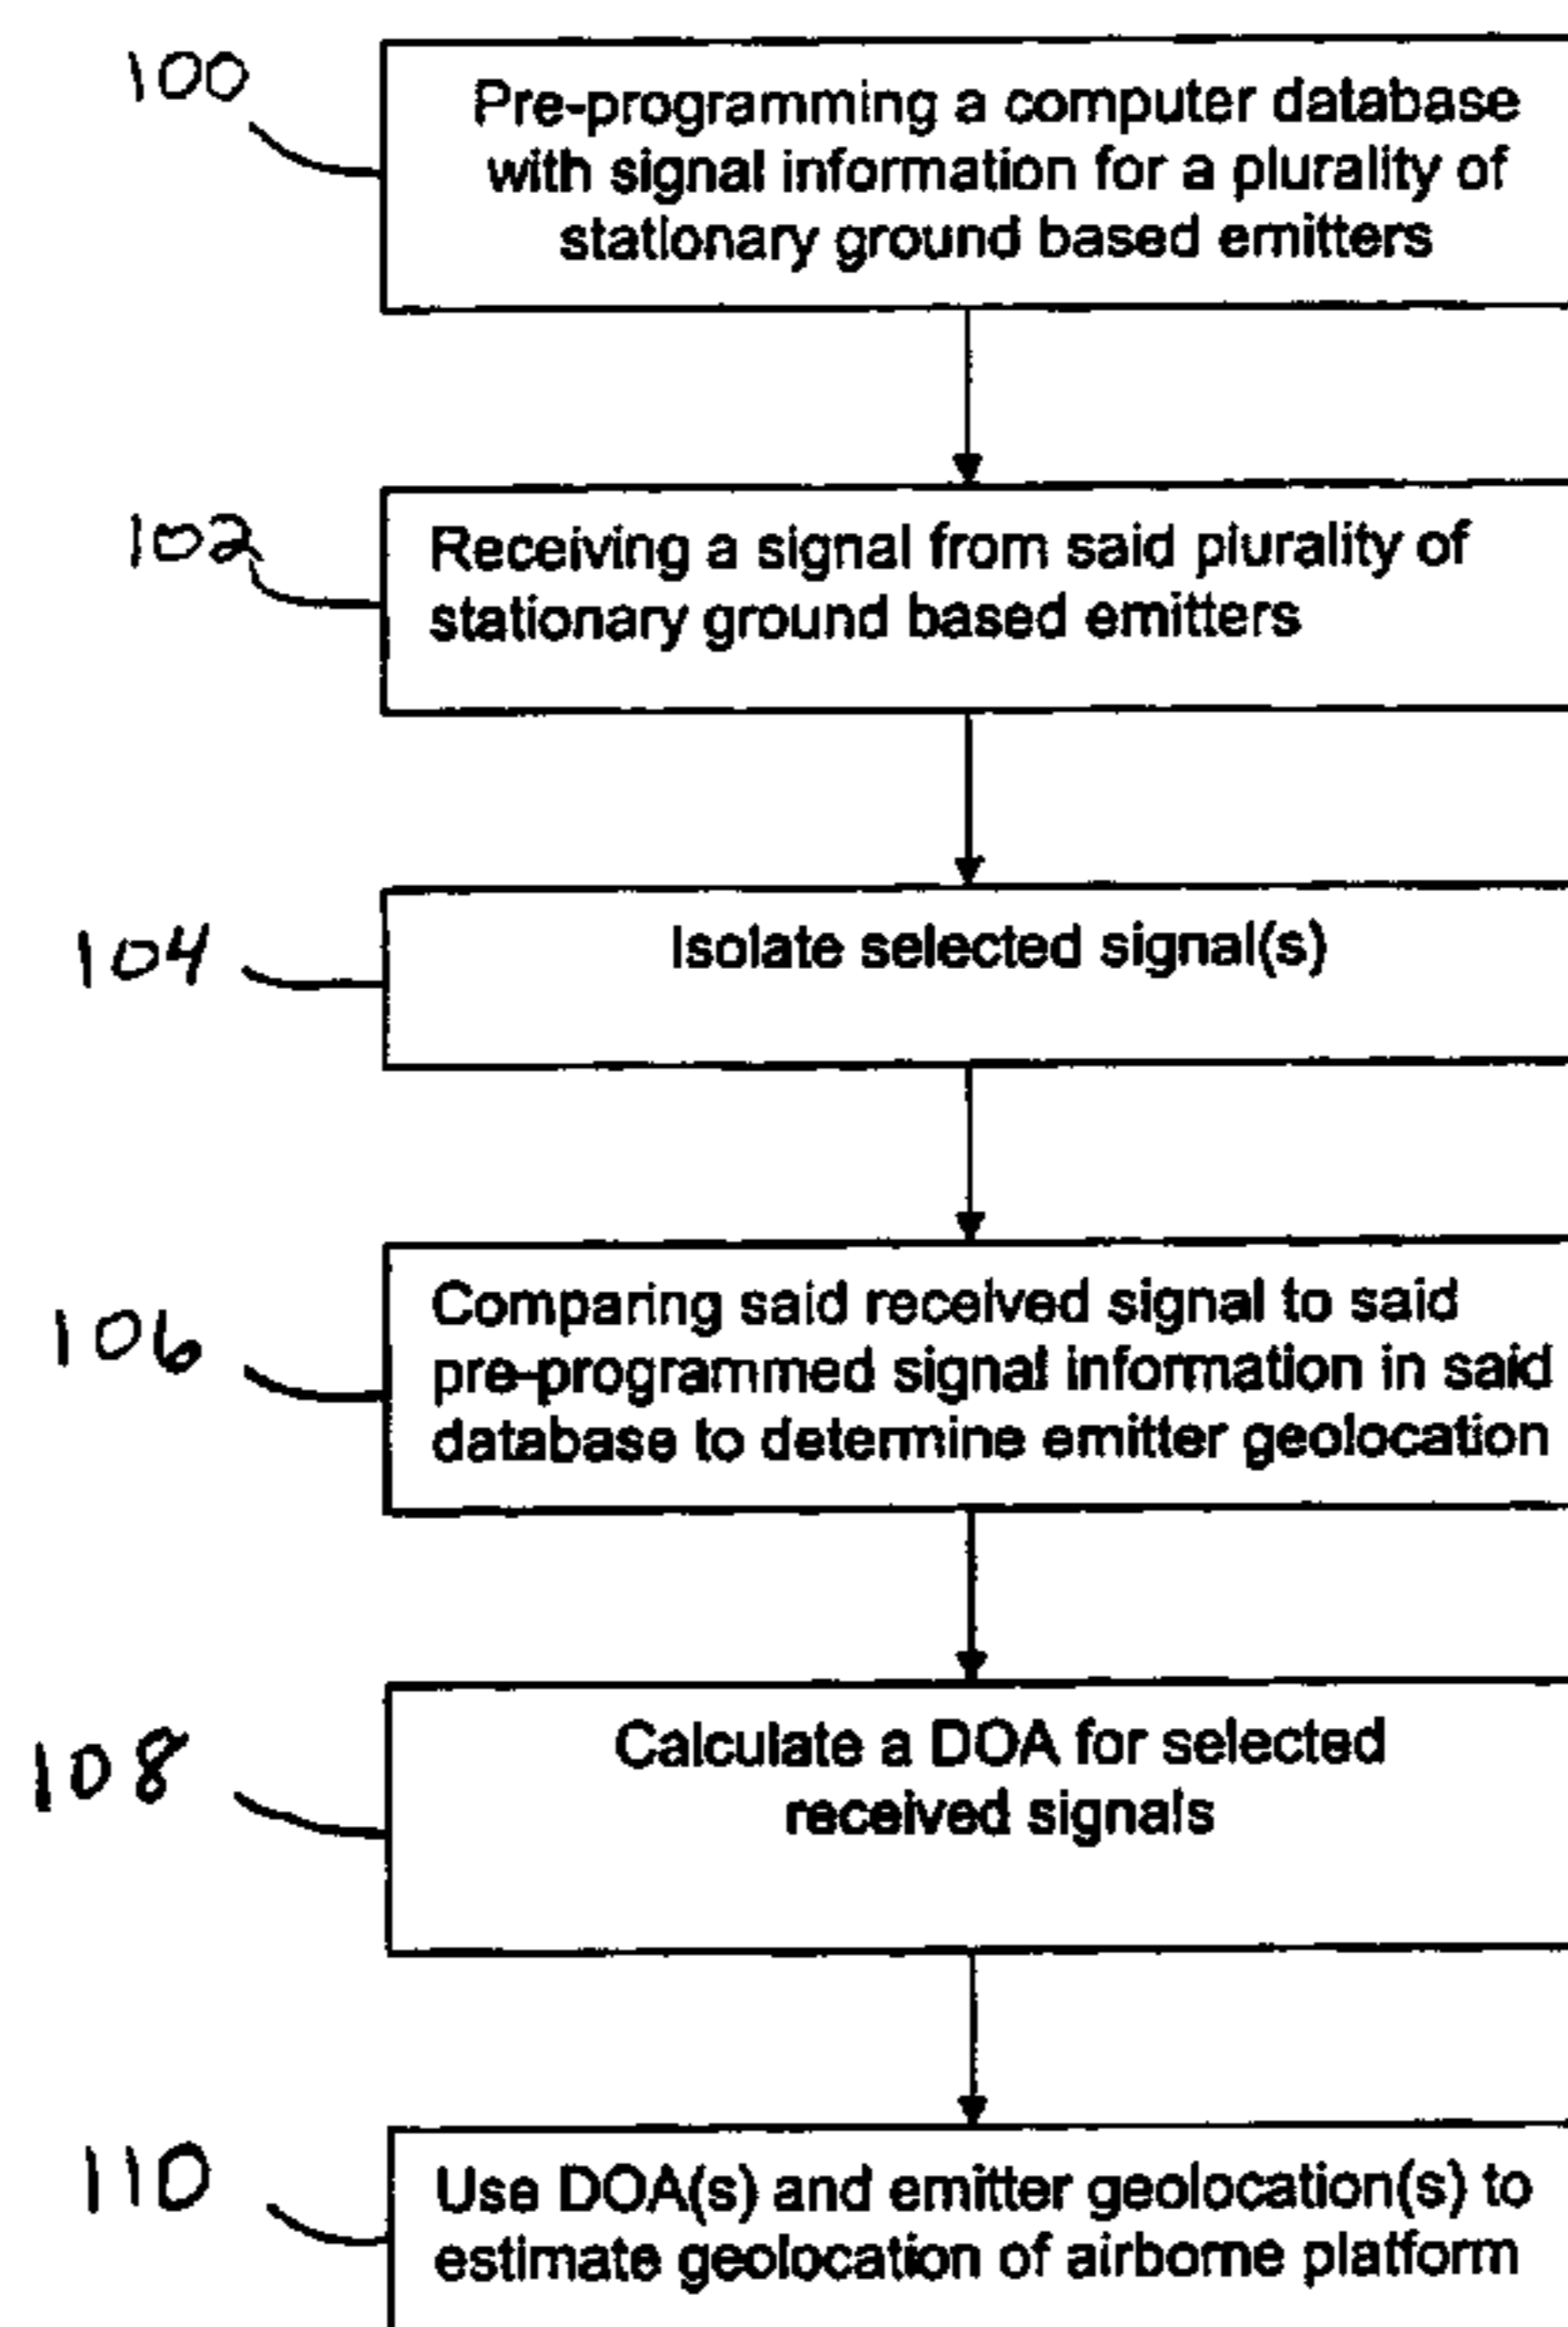 100
Pre-programming a computer database
with signal information for a plurality of
stationary ground based emitters
102
Receiving a signal from said plurality of
stationary ground based emitters
104
Isolate selected signal(s)
106
Comparing said received signal to said
pre-programmed signal information in said
database to determine emitter geolocation
108
Calculate a DOA for selected
received signals
110
Use DOA(s) and emitter geolocation(s) to
estimate geolocation of airborne platform